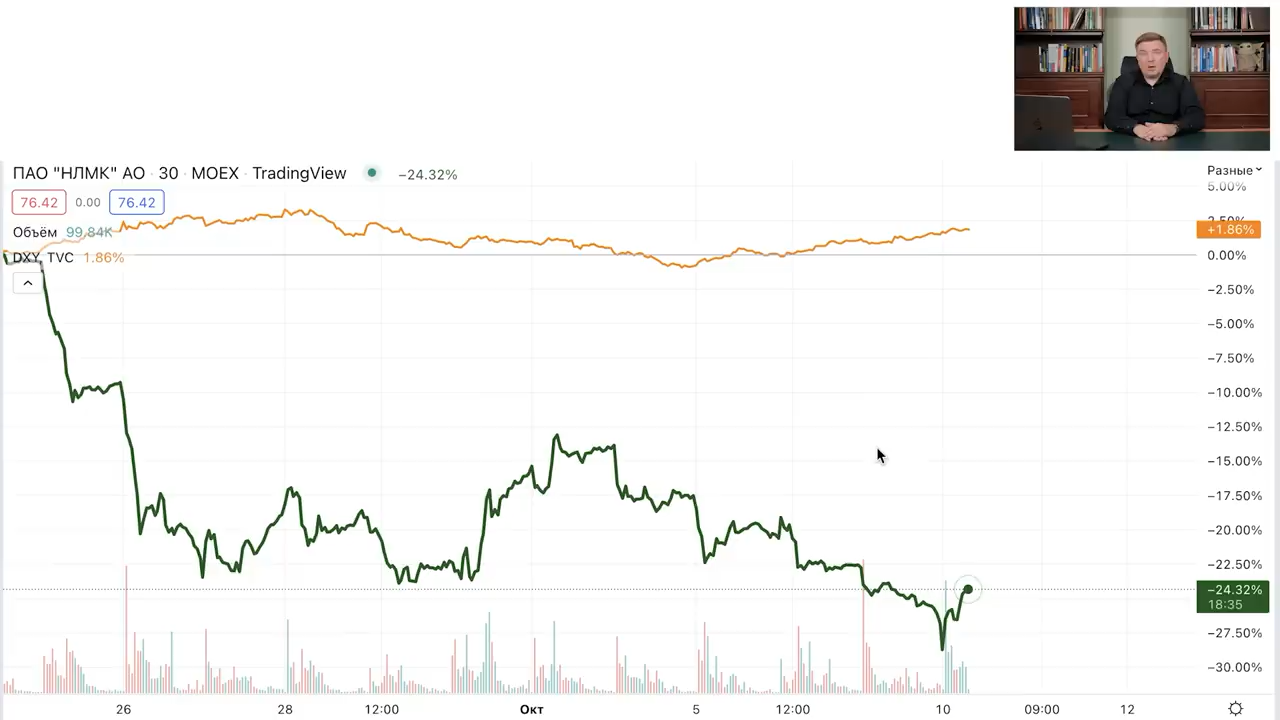 ПАО "НЛМК" АО · 30 · MOEX · TradingView −24.32%
Разные
76.42 0.00 76.42
Объём 99.84K
DXY, TVC 1.86%
5.00%
2.50%
+1.86%
0.00%
−2.50%
−5.00%
−7.50%
−10.00%
−12.50%
−15.00%
−17.50%
−20.00%
−22.50%
−24.32%
18:35
−27.50%
−30.00%
26 28 12:00 Окт 5 12:00 10 09:00 12